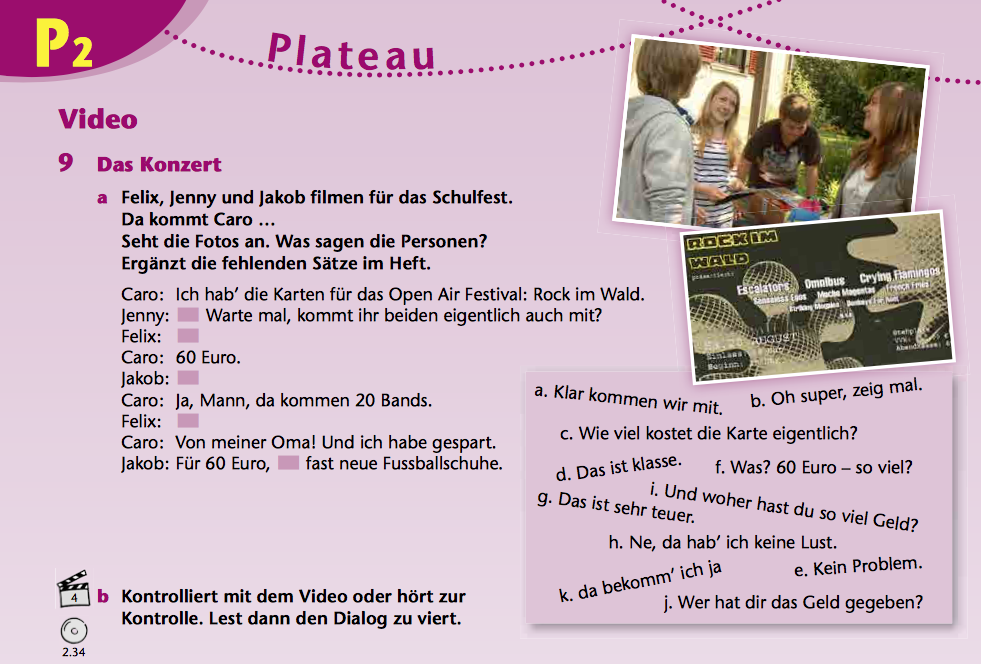 P2
Plateau
Video
9 Das Konzert
a Felix, Jenny und Jakob filmen für das Schulfest.
Da kommt Caro …
Seht die Fotos an. Was sagen die Personen?
Ergänzt die fehlenden Sätze im Heft.
Caro: Ich hab’ die Karten für das Open Air Festival: Rock im Wald.
Jenny: Warte mal, kommt ihr beiden eigentlich auch mit?
Felix:
Caro: 60 Euro.
Jakob:
Caro: Ja, Mann, da kommen 20 Bands.
Felix:
Caro: Von meiner Oma! Und ich habe gespart.
Jakob: Für 60 Euro, fast neue Fussballschuhe.
ROCK IM
WALD
präsentiert:
Escalators Omnibus Crying Flamingos
French Fries
AUGUST
Einlass
Beginn:
VVK:
Abendkasse:
a. Klar kommen wir mit.
b. Oh super, zeig mal.
c. Wie viel kostet die Karte eigentlich?
d. Das ist klasse.
f. Was? 60 Euro – so viel?
g. Das ist sehr teuer.
i. Und woher hast du so viel Geld?
h. Ne, da hab’ ich keine Lust.
k. da bekomm’ ich ja
e. Kein Problem.
j. Wer hat dir das Geld gegeben?
4
b Kontrolliert mit dem Video oder hört zur
Kontrolle. Lest dann den Dialog zu viert.
2.34